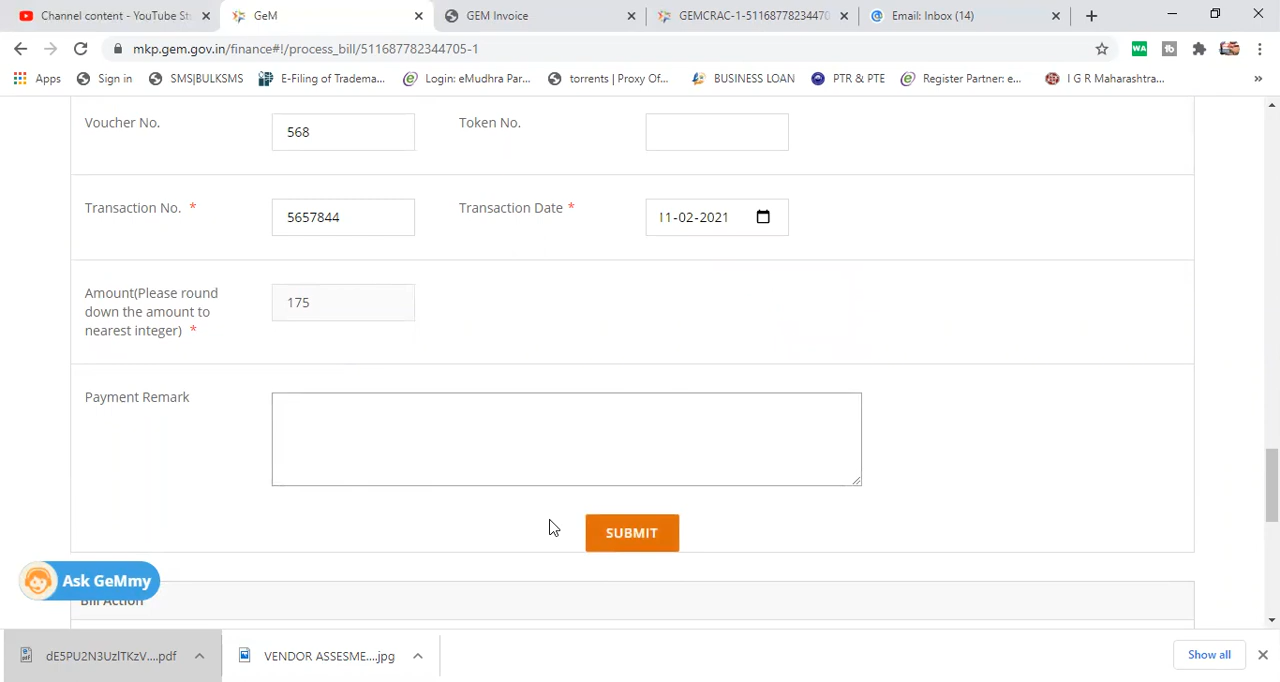 Channel content - YouTube St
GeM
GEM Invoice
GEMCRAC-1-51168778234470
Email: Inbox (14)
mkp.gem.gov.in/finance#!/process_bill/511687782344705-1
Apps
Sign in
SMS|BULKSMS
E-Filing of Tradema...
Login: eMudhra Par...
torrents | Proxy Of...
BUSINESS LOAN
PTR & PTE
Register Partner: e...
I G R Maharashtra...
»
Voucher No.
568
Token No.
Transaction No. *
5657844
Transaction Date *
11-02-2021
Amount(Please round
down the amount to
nearest integer) *
175
Payment Remark
SUBMIT
Ask GeMmy
Bill Action
dE5PU2N3UzlTKzV....pdf
VENDOR ASSESME....jpg
Show all